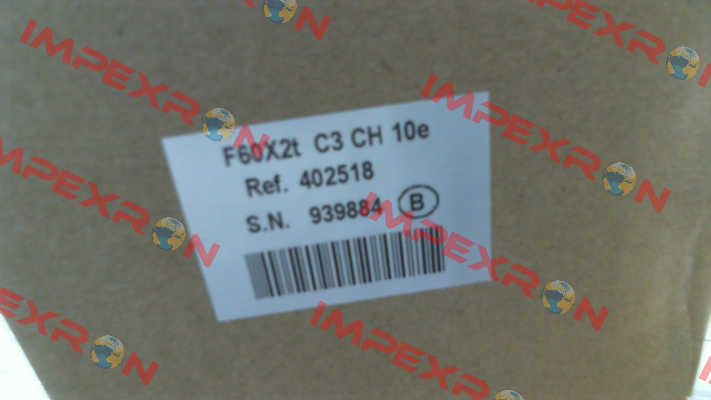 F60X2t C3 CH 10e
Ref. 402518
S.N. 939884 B
IMPEXRON
IMPEXRON
IMPEXRON
IMPEXRON
IMPEXRON
IMPEXRON